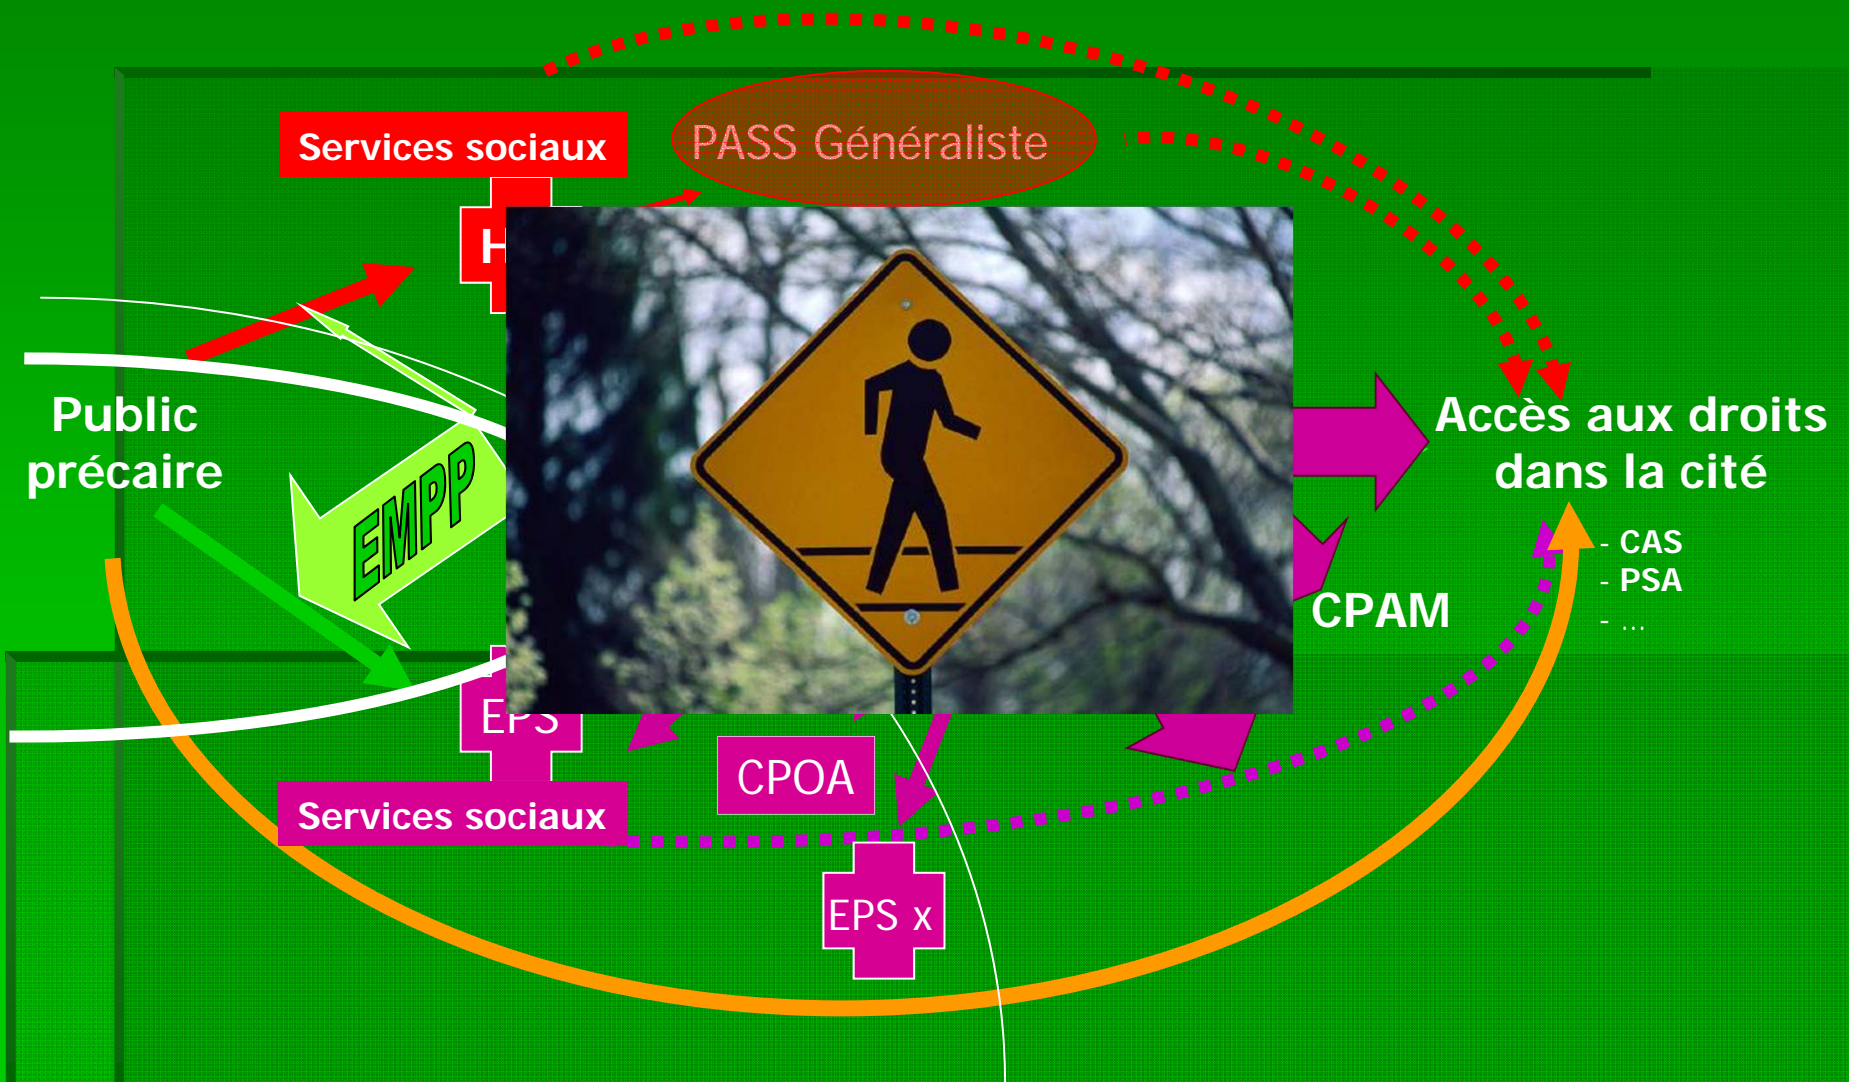 Services sociaux
PASS Généraliste
H
Public
précaire
EMPP
Accès aux droits
dans la cité
- CAS
- PSA
- ...
CPAM
EPS
CPOA
Services sociaux
EPS x